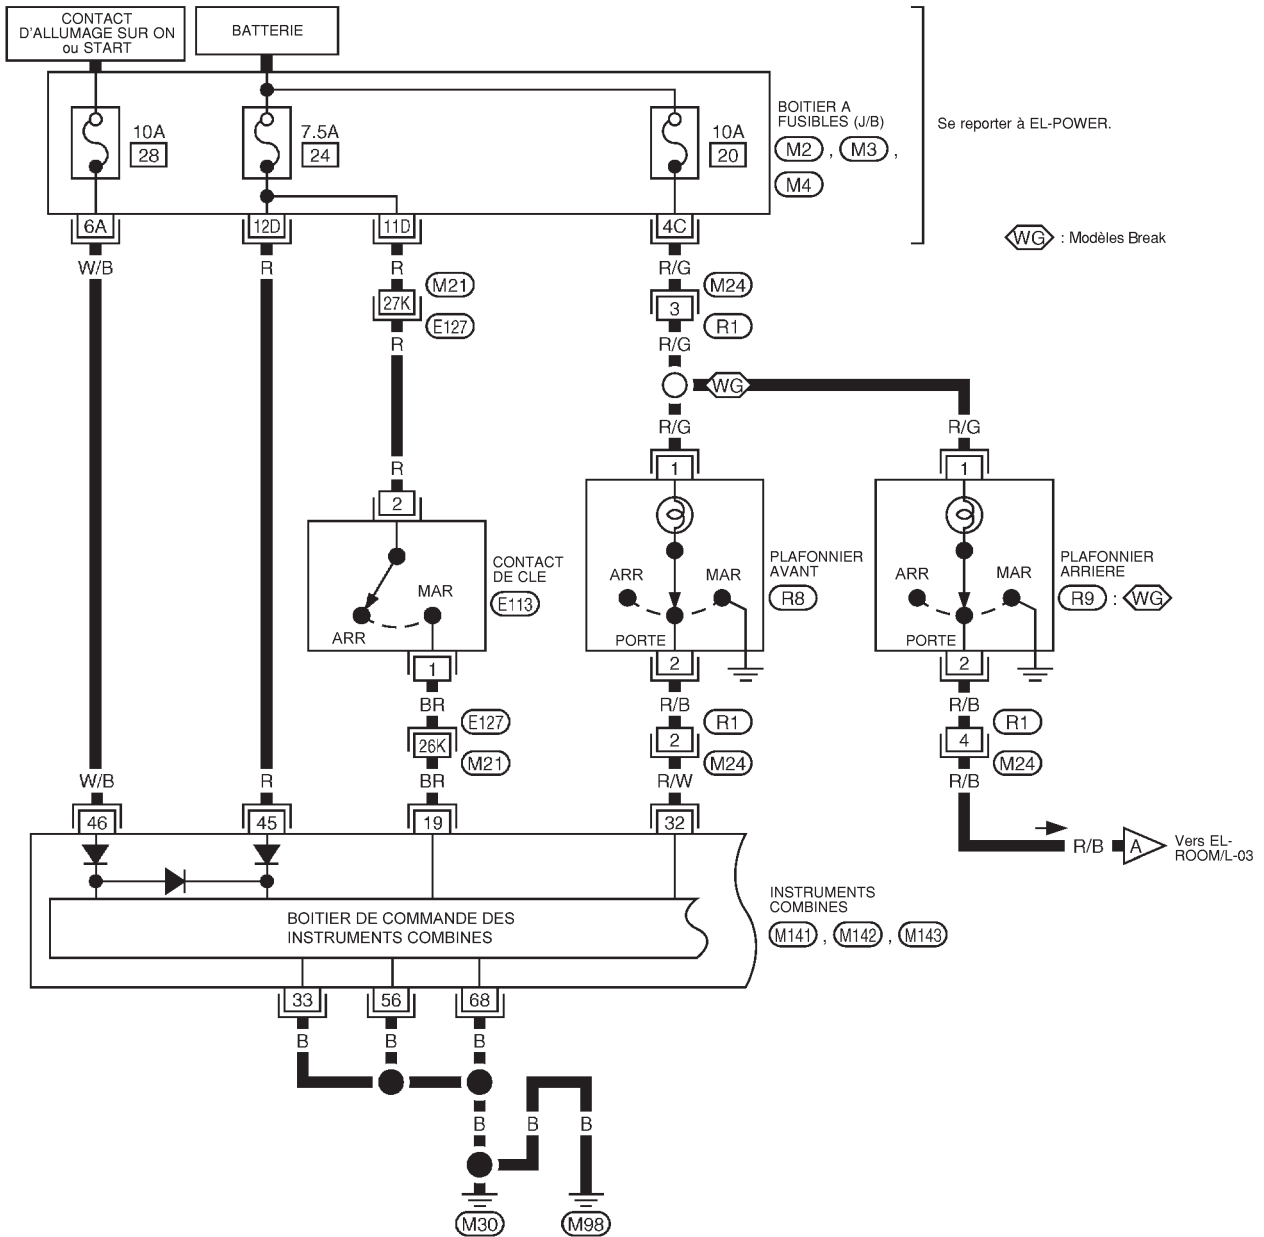 CONTACT
D'ALLUMAGE SUR ON
ou START
BATTERIE
10A
28
7.5A
24
10A
20
BOITIER A
FUSIBLES (J/B)
M2 , M3 ,
M4
Se reporter à EL-POWER.
WG : Modèles Break
6A
12D
11D
4C
W/B
R
R
R/G
27K
M21
E127
3
M24
R1
R
R/G
WG
R/G
R/G
R
2
1
1
CONTACT
DE CLE
E113
MAR
ARR
ARR
MAR
PORTE
PLAFONNIER
AVANT
R8
ARR
MAR
PORTE
PLAFONNIER
ARRIERE
R9 : WG
1
2
2
BR
R/B
R/B
E127
26K
M21
R1
2
M24
R1
4
M24
W/B
R
BR
R/W
R/B
46
45
19
32
R/B
A
Vers EL-
ROOM/L-03
BOITIER DE COMMANDE DES
INSTRUMENTS COMBINES
INSTRUMENTS
COMBINES
M141 , M142 , M143
33
56
68
B
B
B
B
B
B
M30
M98